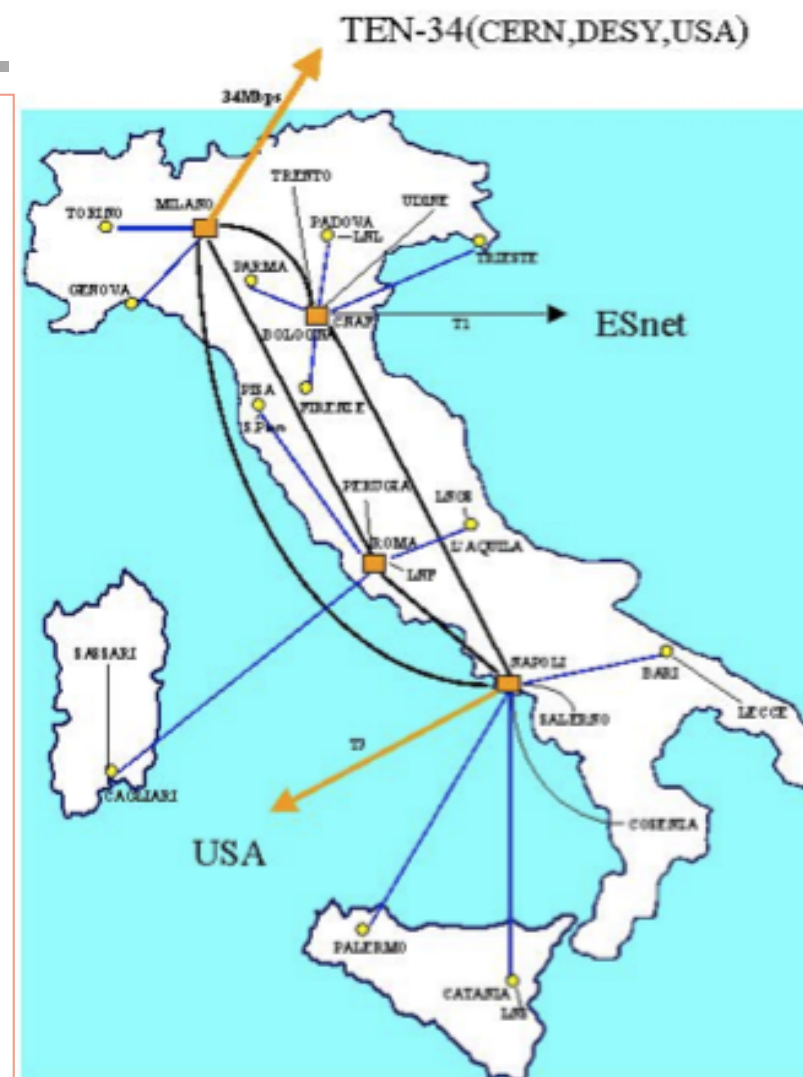 TEN-34(CERN,DESY,USA)
34Mbps
TRENTO
MILANO
UDINE
TORINO
PADOVA
LNL
PARMA
TRIESTE
GENOVA
CNAF
BOLOGNA
T1
ESnet
PISA
FIRENZE
PERUGIA
LNGS
ROMA
L'AQUILA
LNF
SASSARI
NAPOLI
BARI
SALERNO
LECCE
CAGLIARI
COSENZA
USA
PALERMO
CATANIA
LNS